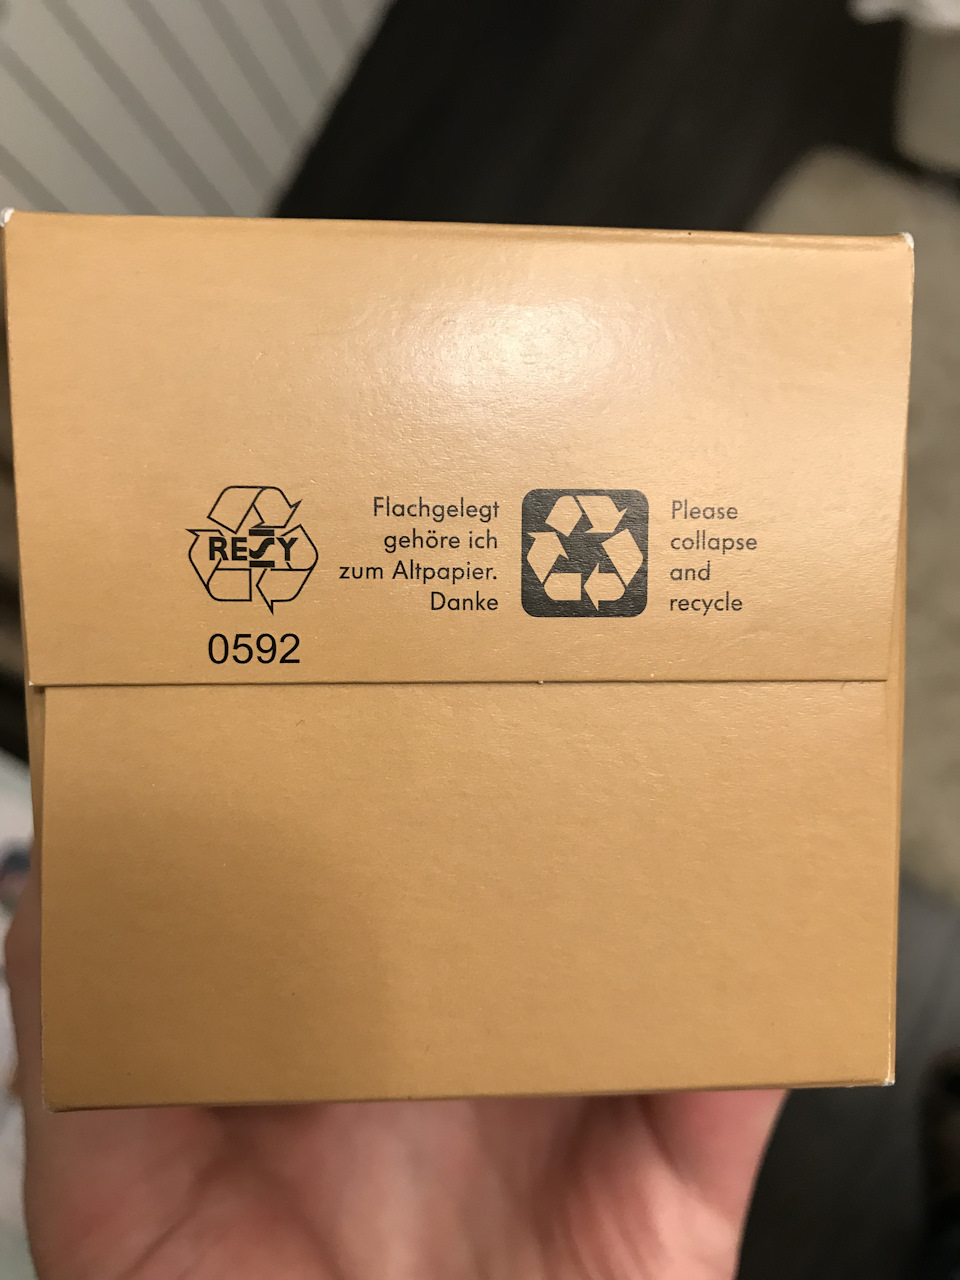 RESY
0592
Flachgelegt
gehöre ich
zum Altpapier.
Danke
Please
collapse
and
recycle